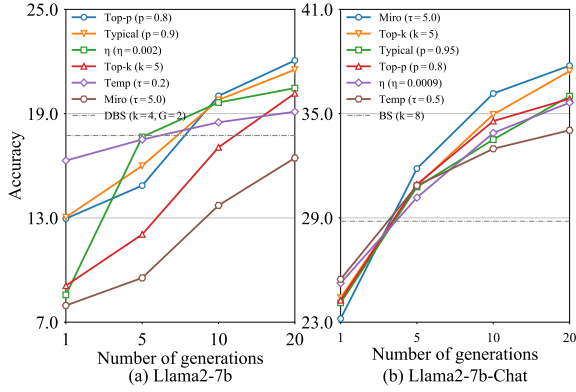 25.0
19.0
13.0
7.0
Accuracy
Top-p (p = 0.8)
Typical (p = 0.9)
η (η = 0.002)
Top-k (k = 5)
Temp (τ = 0.2)
Miro (τ = 5.0)
DBS (k = 4, G = 2)
1 5 10 20
Number of generations
(a) Llama2-7b
41.0
35.0
29.0
23.0
Miro (τ = 5.0)
Top-k (k = 5)
Typical (p = 0.95)
Top-p (p = 0.8)
η (η = 0.0009)
Temp (τ = 0.5)
BS (k = 8)
1 5 10 20
Number of generations
(b) Llama2-7b-Chat